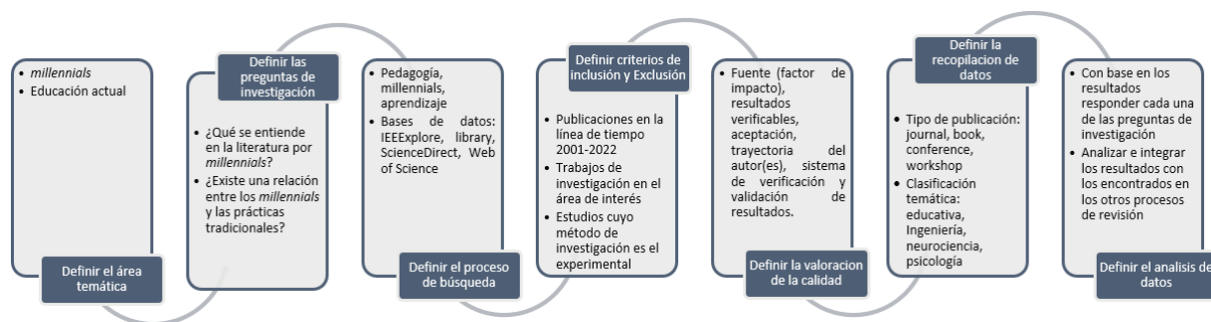 • millennials
• Educación actual
Definir el área
temática
Definir las
preguntas de
investigación
• ¿Qué se entiende
en la literatura por
millennials?
• ¿Existe una relación
entre los millennials
y las prácticas
tradicionales?
• Pedagogía,
millennials,
aprendizaje
• Bases de datos:
IEEExplore, library,
ScienceDirect, Web
of Science
Definir el proceso
de búsqueda
Definir criterios de
inclusión y Exclusión
• Publicaciones en la
línea de tiempo
2001-2022
• Trabajos de
investigación en el
área de interés
• Estudios cuyo
método de
investigación es el
experimental
• Fuente (factor de
impacto),
resultados
verificables,
aceptación,
trayectoria del
autor(es), sistema
de verificación y
validación de
resultados.
Definir la valoracion
de la calidad
Definir la
recopilacion de
datos
• Tipo de publicación:
journal, book,
conference,
workshop
• Clasificación
temática:
educativa,
Ingeniería,
neurociencia,
psicología
• Con base en los
resultados
responder cada una
de las preguntas de
investigación
• Analizar e integrar
los resultados con
los encontrados en
los otros procesos
de revisión
Definir el analisis de
datos